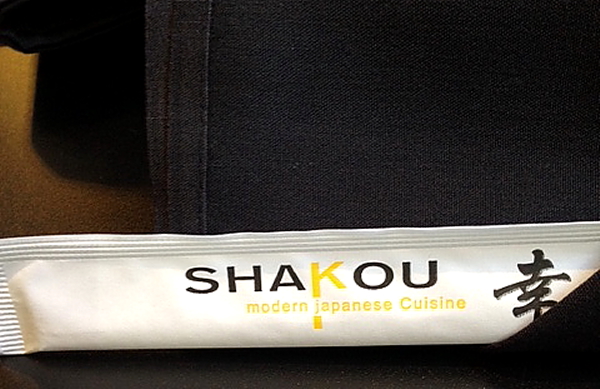 SHAKOU
modern japanese Cuisine
幸